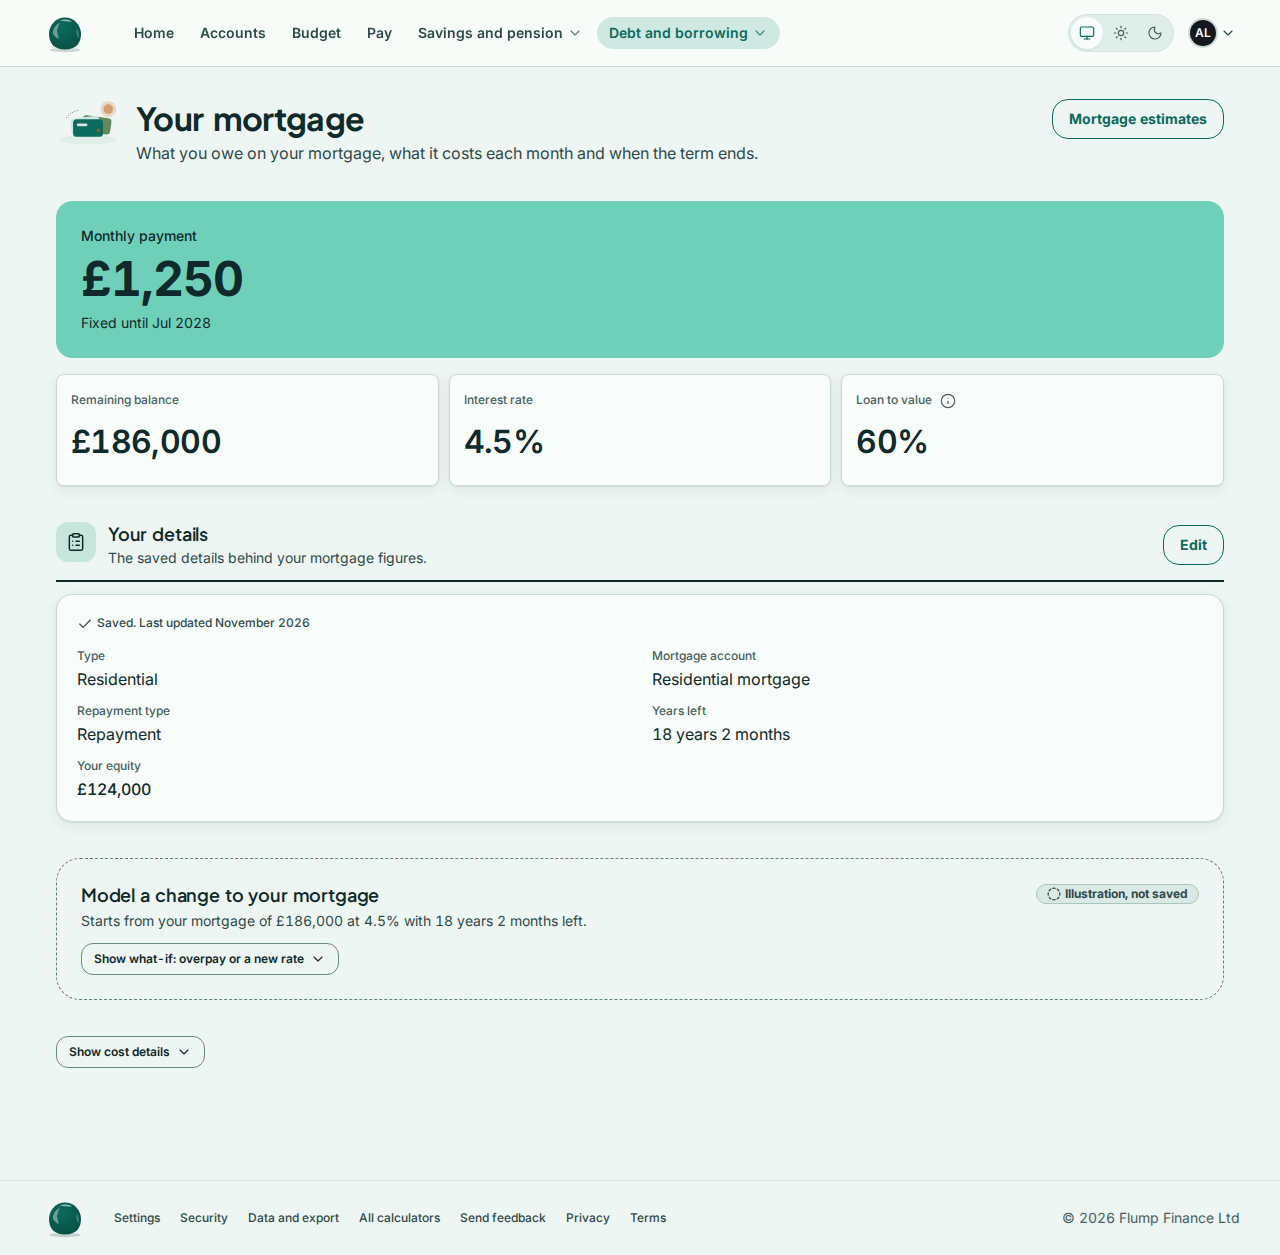 Home
Accounts
Budget
Pay
Savings and pension
Debt and borrowing
AL
Your mortgage
What you owe on your mortgage, what it costs each month and when the term ends.
Mortgage estimates
Monthly payment
£1,250
Fixed until Jul 2028
Remaining balance
£186,000
Interest rate
4.5%
Loan to value
60%
Your details
The saved details behind your mortgage figures.
Edit
Saved. Last updated November 2026
Type
Residential
Mortgage account
Residential mortgage
Repayment type
Repayment
Years left
18 years 2 months
Your equity
£124,000
Model a change to your mortgage
Illustration, not saved
Starts from your mortgage of £186,000 at 4.5% with 18 years 2 months left.
Show what-if: overpay or a new rate
Show cost details
Settings
Security
Data and export
All calculators
Send feedback
Privacy
Terms
© 2026 Flump Finance Ltd